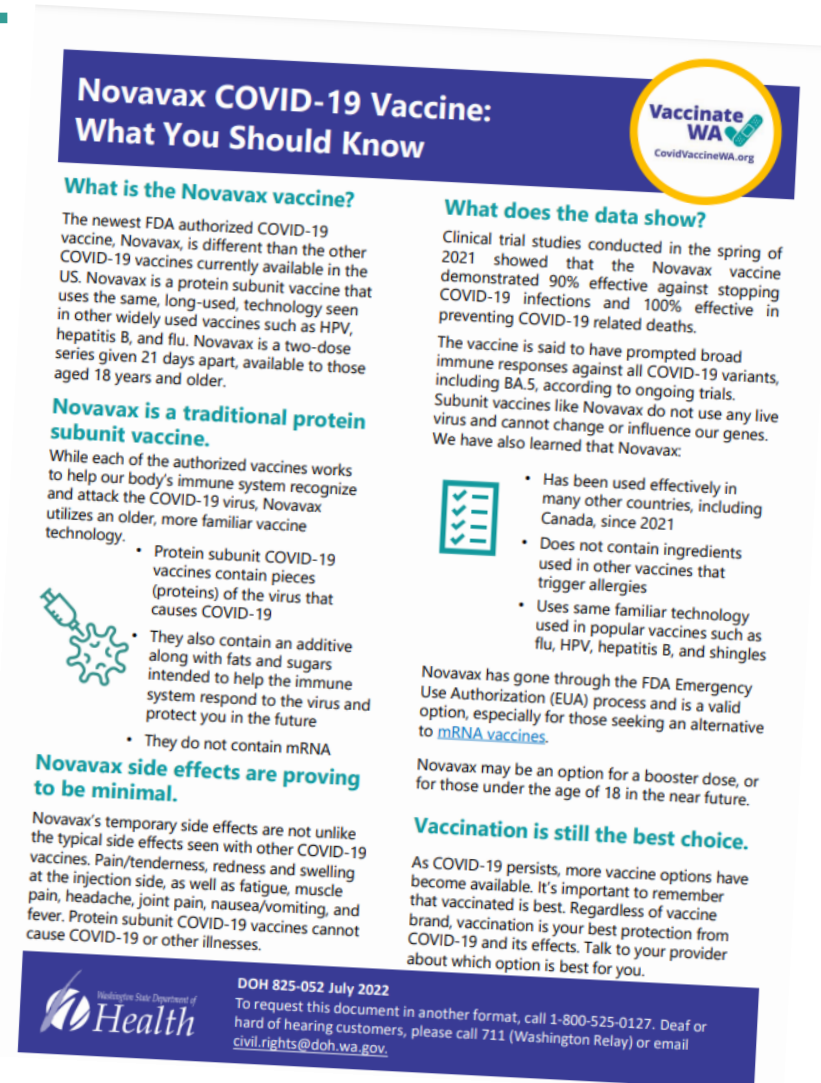 Novavax COVID-19 Vaccine:
What You Should Know
Vaccinate
WA
CovidVaccineWA.org
What is the Novavax vaccine?
The newest FDA authorized COVID-19
vaccine, Novavax, is different than the other
COVID-19 vaccines currently available in the
US. Novavax is a protein subunit vaccine that
uses the same, long-used, technology seen
in other widely used vaccines such as HPV,
hepatitis B, and flu. Novavax is a two-dose
series given 21 days apart, available to those
aged 18 years and older.
Novavax is a traditional protein
subunit vaccine.
While each of the authorized vaccines works
to help our body's immune system recognize
and attack the COVID-19 virus, Novavax
utilizes an older, more familiar vaccine
technology.
• Protein subunit COVID-19
vaccines contain pieces
(proteins) of the virus that
causes COVID-19
• They also contain an additive
along with fats and sugars
intended to help the immune
system respond to the virus and
protect you in the future
• They do not contain mRNA
Novavax side effects are proving
to be minimal.
Novavax's temporary side effects are not unlike
the typical side effects seen with other COVID-19
vaccines. Pain/tenderness, redness and swelling
at the injection side, as well as fatigue, muscle
pain, headache, joint pain, nausea/vomiting, and
fever. Protein subunit COVID-19 vaccines cannot
cause COVID-19 or other illnesses.
What does the data show?
Clinical trial studies conducted in the spring of
2021 showed that the Novavax vaccine
demonstrated 90% effective against stopping
COVID-19 infections and 100% effective in
preventing COVID-19 related deaths.
The vaccine is said to have prompted broad
immune responses against all COVID-19 variants,
including BA.5, according to ongoing trials.
Subunit vaccines like Novavax do not use any live
virus and cannot change or influence our genes.
We have also learned that Novavax:
• Has been used effectively in
many other countries, including
Canada, since 2021
• Does not contain ingredients
used in other vaccines that
trigger allergies
• Uses same familiar technology
used in popular vaccines such as
flu, HPV, hepatitis B, and shingles
Novavax has gone through the FDA Emergency
Use Authorization (EUA) process and is a valid
option, especially for those seeking an alternative
to mRNA vaccines.
Novavax may be an option for a booster dose, or
for those under the age of 18 in the near future.
Vaccination is still the best choice.
As COVID-19 persists, more vaccine options have
become available. It's important to remember
that vaccinated is best. Regardless of vaccine
brand, vaccination is your best protection from
COVID-19 and its effects. Talk to your provider
about which option is best for you.
Washington State Department of
Health
DOH 825-052 July 2022
To request this document in another format, call 1-800-525-0127. Deaf or
hard of hearing customers, please call 711 (Washington Relay) or email
civil.rights@doh.wa.gov.